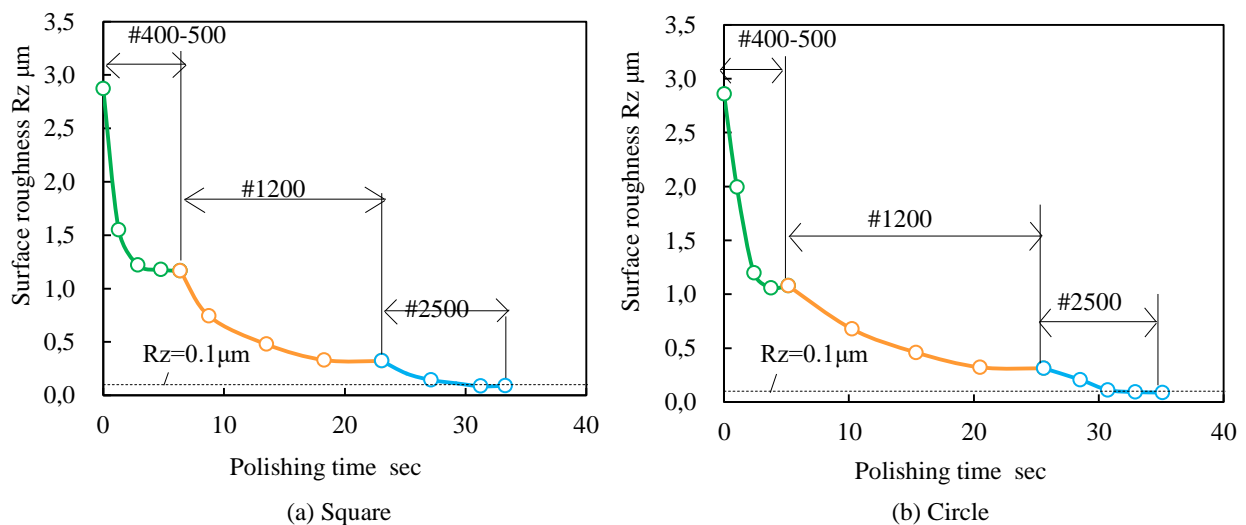 Surface roughness Rz μm
3,5
3,0
2,5
2,0
1,5
1,0
0,5
0,0
#400-500
#1200
#2500
Rz=0.1μm
0 10 20 30 40
Polishing time sec
(a) Square
Surface roughness Rz μm
3,5
3,0
2,5
2,0
1,5
1,0
0,5
0,0
#400-500
#1200
#2500
Rz=0.1μm
0 10 20 30 40
Polishing time sec
(b) Circle